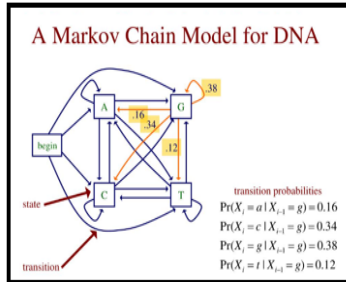 A Markov Chain Model for DNA
.38
A
G
.16
.34
begin
.12
state
C
T
transition
transition probabilities
Pr(Xᵢ = a | Xᵢ₋₁ = g) = 0.16
Pr(Xᵢ = c | Xᵢ₋₁ = g) = 0.34
Pr(Xᵢ = g | Xᵢ₋₁ = g) = 0.38
Pr(Xᵢ = t | Xᵢ₋₁ = g) = 0.12